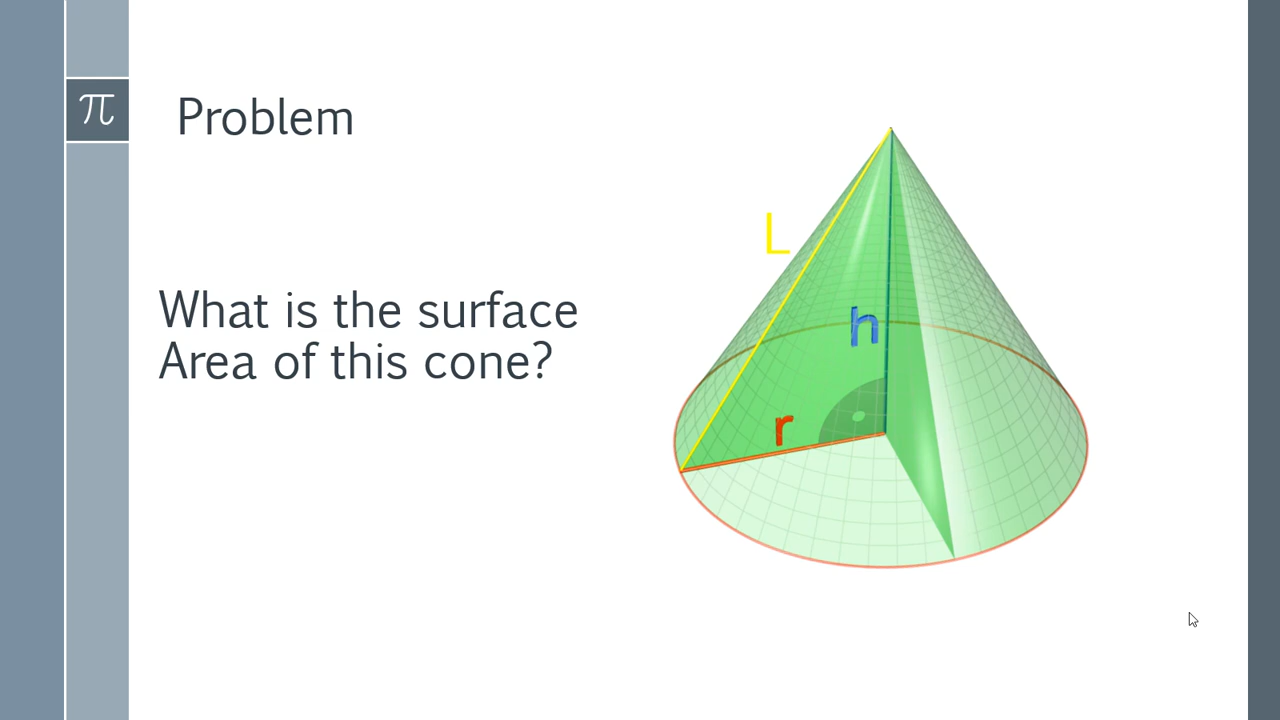 π
Problem
What is the surface
Area of this cone?
L
h
r